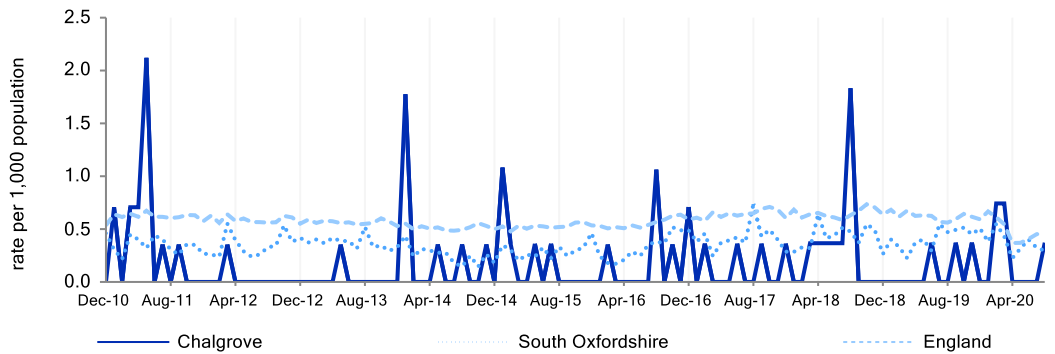 rate per 1,000 population
2.5
2.0
1.5
1.0
0.5
0.0
Dec-10 Aug-11 Apr-12 Dec-12 Aug-13 Apr-14 Dec-14 Aug-15 Apr-16 Dec-16 Aug-17 Apr-18 Dec-18 Aug-19 Apr-20
Chalgrove South Oxfordshire England